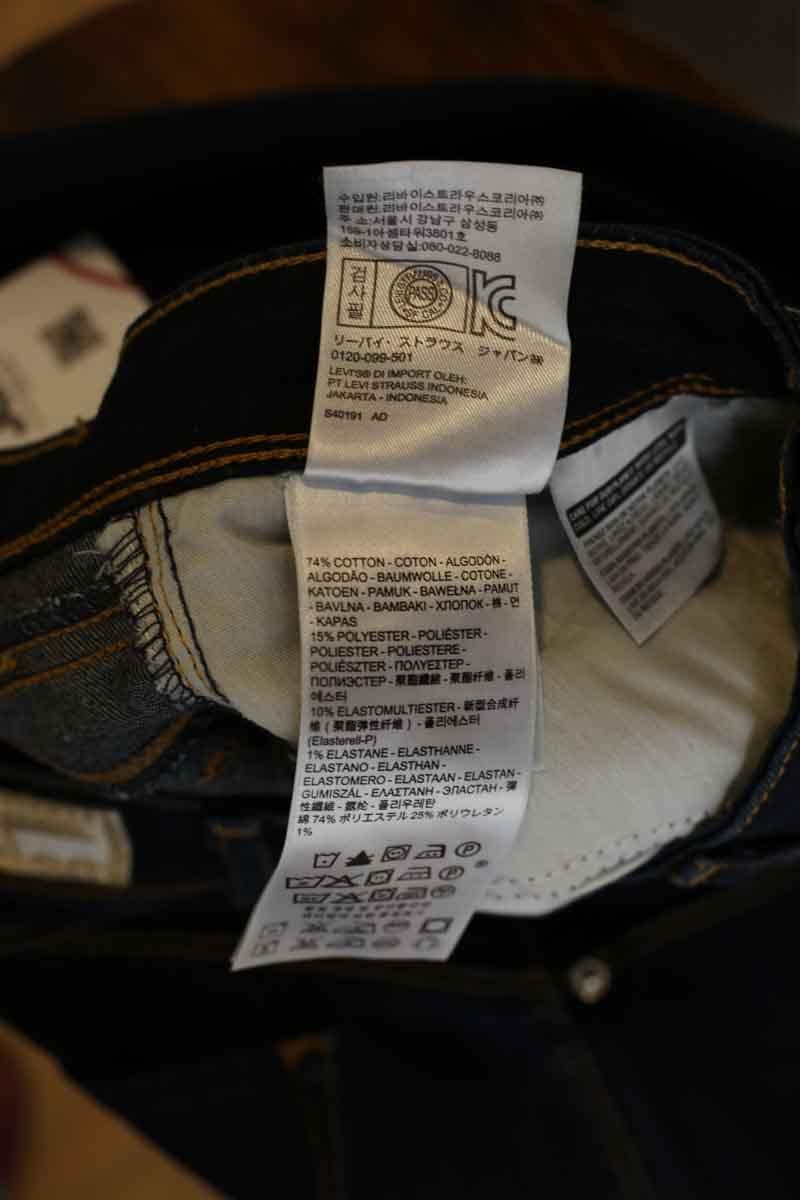 수입원:리바이스트라우스코리아㈜
판매원:리바이스트라우스코리아㈜
주 소:서울시 강남구 삼성동
159-1아셈타워3801호
소비자상담실:080-022-8088
검사필
PASS
SF CAL
リーバイ・ストラウス ジャパン㈱
0120-099-501
LEVI'S® DI IMPORT OLEH:
PT LEVI STRAUSS INDONESIA
JAKARTA - INDONESIA
S40191 AD
74% COTTON - COTON - ALGODÓN -
ALGODÃO - BAUMWOLLE - COTONE -
KATOEN - PAMUK - BAWEŁNA - PAMUT
- BAVLNA - BAMBAKI - ХЛОПОК - 棉 - 면
- KAPAS
15% POLYESTER - POLIÉSTER -
POLIESTER - POLIESTERE -
POLIÉSZTER - ΠΟΛΥΕΣΤΕΡ -
ПОЛИЭСТЕР - 聚酯纖維 - 聚酯纤维 - 폴리
에스터
10% ELASTOMULTIESTER - 新型合成纤
维 ( 聚酯弹性纤维 ) - 폴리에스터
(Elasterell-P)
1% ELASTANE - ELASTHANNE -
ELASTANO - ELASTHAN -
ELASTOMERO - ELASTAAN - ELASTAN -
GUMISZÁL - ΕΛΑΣΤΑΝΗ - ЭЛАСТАН - 彈
性纖維 - 氨纶 - 폴리우레탄
綿 74% ポリエステル 25% ポリウレタン
1%